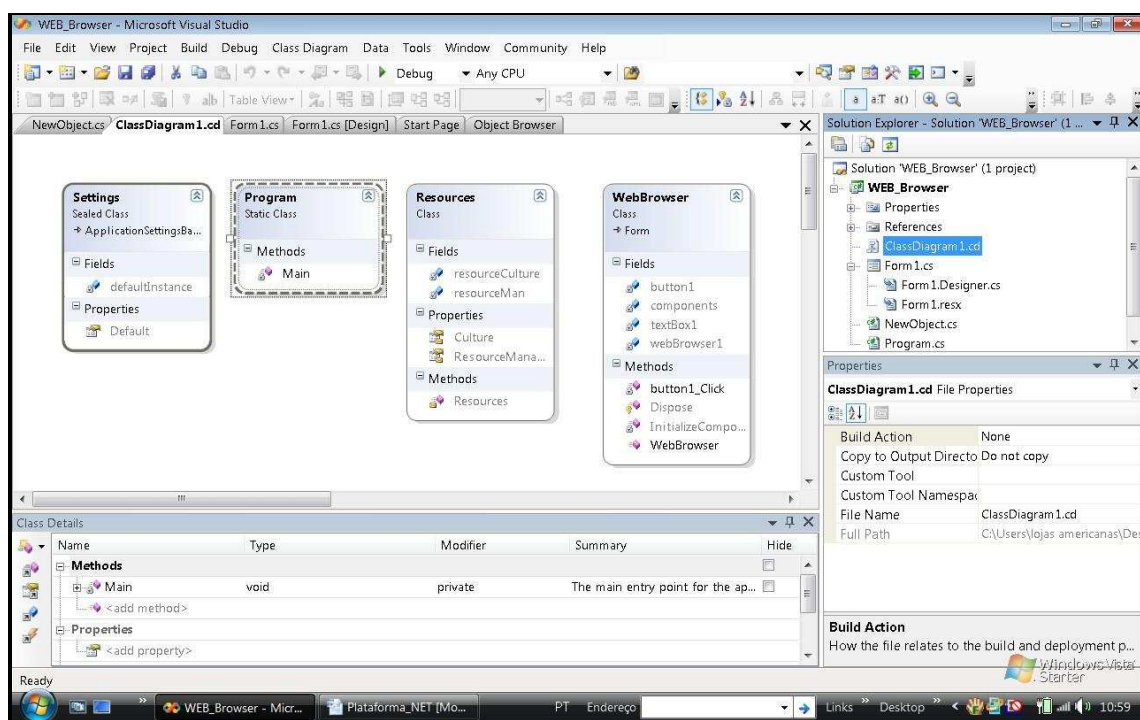 WEB_Browser - Microsoft Visual Studio
File Edit View Project Build Debug Class Diagram Data Tools Window Community Help
Debug Any CPU
ab Table View a a:T a()
NewObject.cs ClassDiagram1.cd Form1.cs Form1.cs [Design] Start Page Object Browser
Settings
Sealed Class
ApplicationSettingsBa...
Fields
defaultInstance
Properties
Default
Program
Static Class
Methods
Main
Resources
Class
Fields
resourceCulture
resourceMan
Properties
Culture
ResourceMana...
Methods
Resources
WebBrowser
Class
Form
Fields
button1
components
textBox1
webBrowser1
Methods
button1_Click
Dispose
InitializeCompo...
WebBrowser
Class Details
Name Type Modifier Summary Hide
Methods
Main void private The main entry point for the ap...
<add method>
Properties
<add property>
Solution Explorer - Solution 'WEB_Browser' (1 ...
Solution 'WEB_Browser' (1 project)
WEB_Browser
Properties
References
ClassDiagram1.cd
Form1.cs
Form1.Designer.cs
Form1.resx
NewObject.cs
Program.cs
Properties
ClassDiagram1.cd File Properties
Build Action None
Copy to Output Directo Do not copy
Custom Tool
Custom Tool Namespac
File Name ClassDiagram1.cd
Full Path C:\Users\lojas americanas\De
Build Action
How the file relates to the build and deployment p...
Windows Vista
Starter
Ready
WEB_Browser - Micr... Plataforma_NET [Mo... PT Endereço Links Desktop 10:59